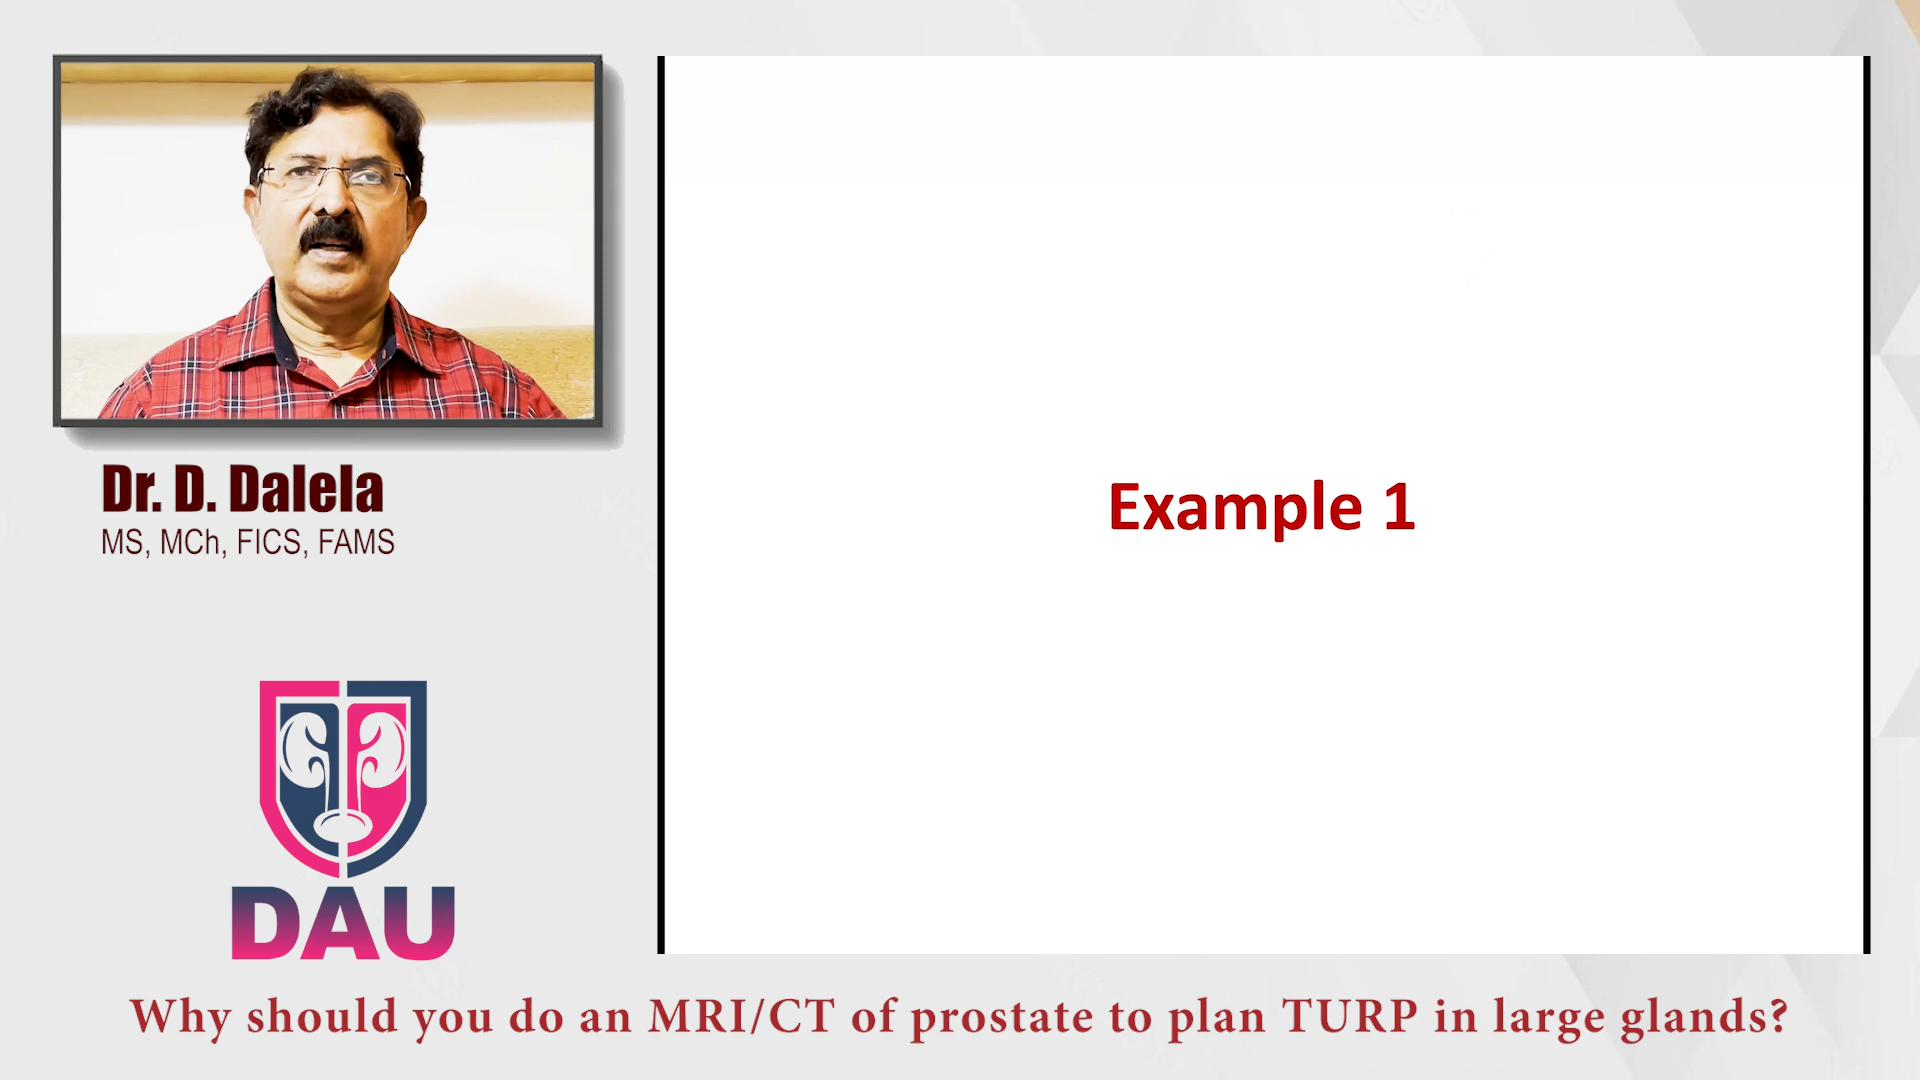 Dr. D. Dalela
MS, MCh, FICS, FAMS
DAU
Example 1
Why should you do an MRI/CT of prostate to plan TURP in large glands?